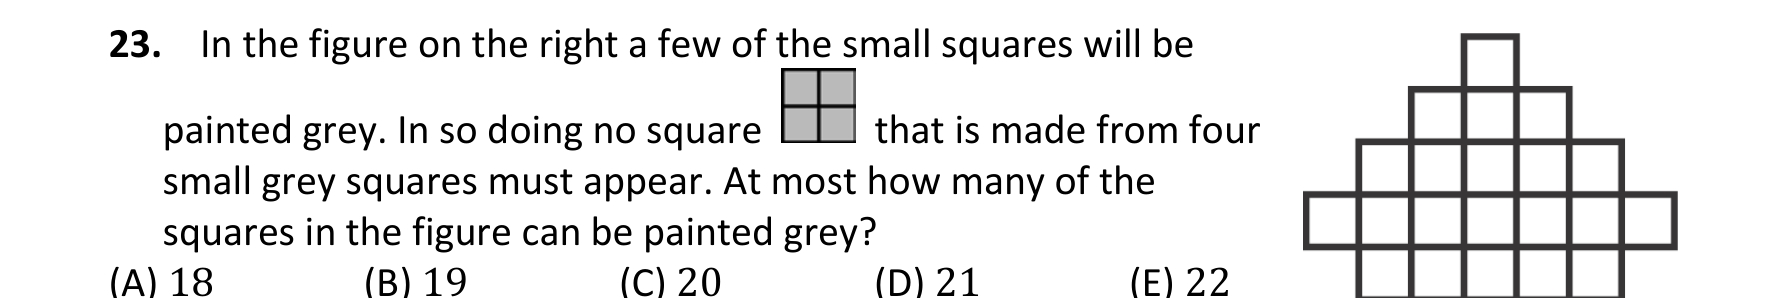 23. In the figure on the right a few of the small squares will be
painted grey. In so doing no square that is made from four
small grey squares must appear. At most how many of the
squares in the figure can be painted grey?
(A) 18 (B) 19 (C) 20 (D) 21 (E) 22